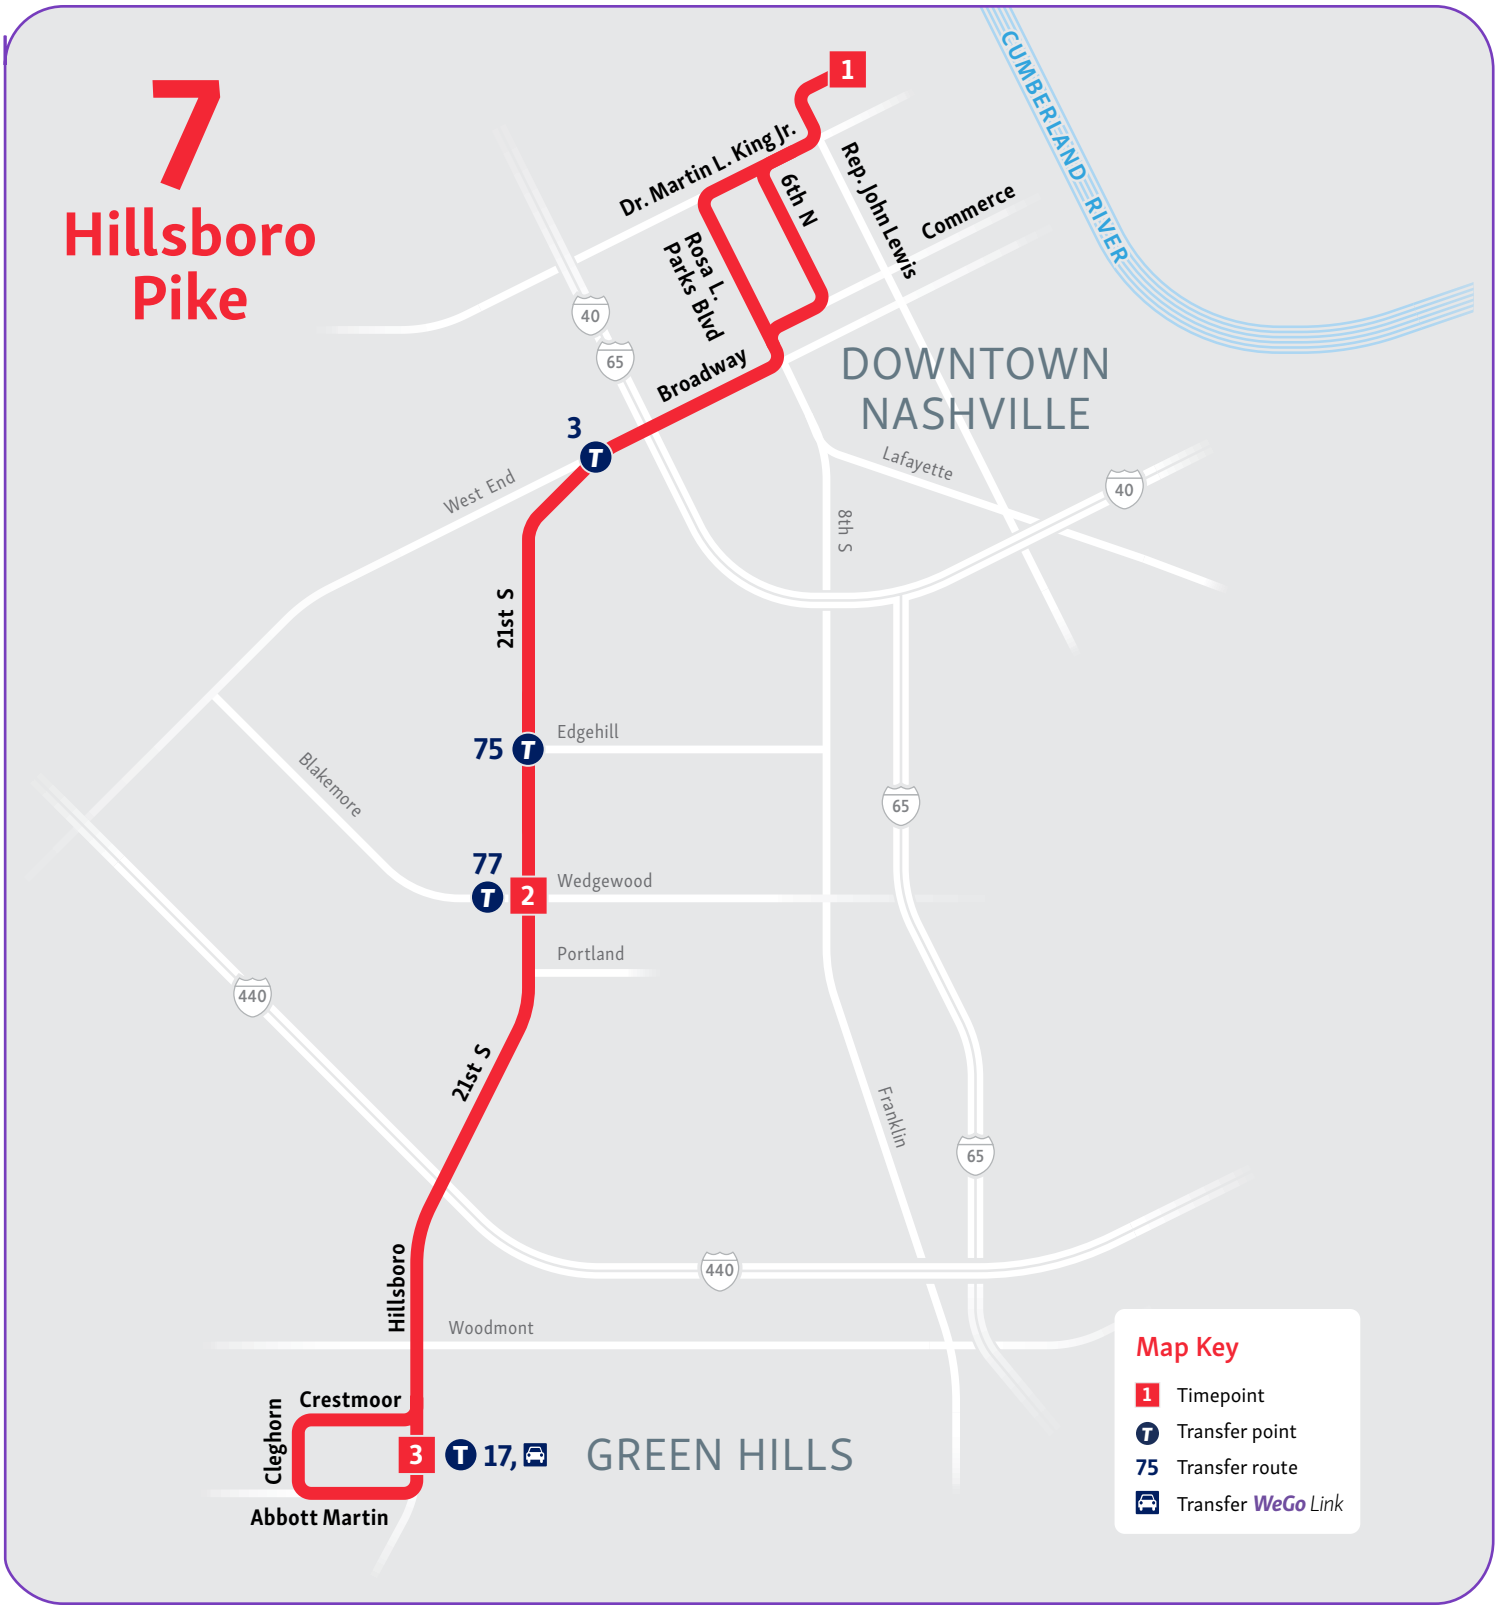 7
Hillsboro
Pike
1
Dr. Martin L. King Jr.
6th N
Rep. John Lewis
Commerce
CUMBERLAND RIVER
Rosa L.
Parks Blvd
40
65
Broadway
DOWNTOWN
NASHVILLE
3
T
West End
Lafayette
40
8th S
21st S
Edgehill
75 T
Blakemore
65
77
T
2
Wedgewood
Portland
440
21st S
Franklin
65
440
Hillsboro
Woodmont
Crestmoor
Cleghorn
3
T 17,
GREEN HILLS
Abbott Martin
Map Key
1 Timepoint
T Transfer point
75 Transfer route
Transfer WeGo Link